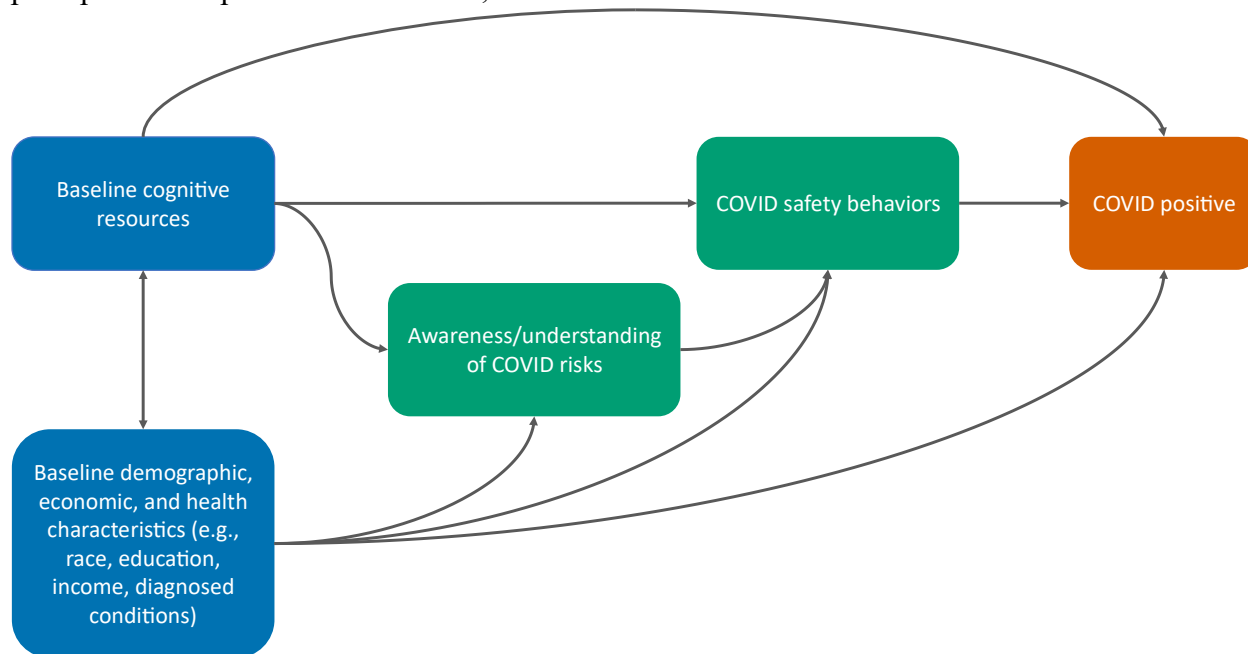 Baseline cognitive
resources
COVID safety behaviors
COVID positive
Awareness/understanding
of COVID risks
Baseline demographic,
economic, and health
characteristics (e.g.,
race, education,
income, diagnosed
conditions)